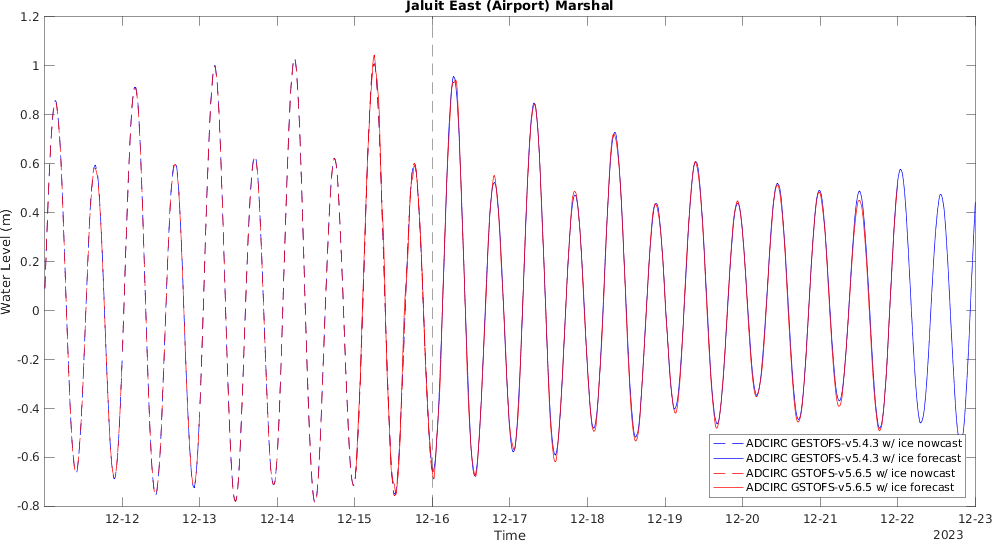 Jaluit East (Airport) Marshal
1.2
1
0.8
0.6
0.4
0.2
0
-0.2
-0.4
-0.6
-0.8
Water Level (m)
ADCIRC GESTOFS-v5.4.3 w/ ice nowcast
ADCIRC GESTOFS-v5.4.3 w/ ice forecast
ADCIRC GSTOFS-v5.6.5 w/ ice nowcast
ADCIRC GSTOFS-v5.6.5 w/ ice forecast
12-12 12-13 12-14 12-15 12-16 12-17 12-18 12-19 12-20 12-21 12-22 12-23
Time
2023